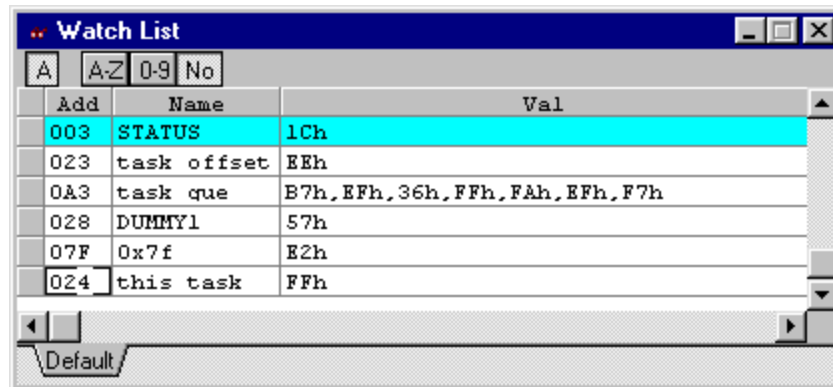 Watch List
A A-Z 0-9 No
Add Name Val
003 STATUS 1Ch
023 task offset EEh
0A3 task que B7h,EFh,36h,FFh,FAh,EFh,F7h
028 DUMMY1 57h
07F 0x7f E2h
024 this task FFh
Default